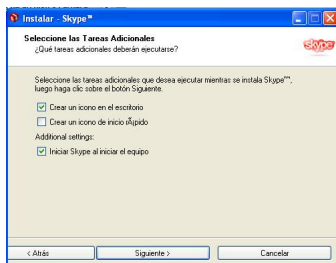 Instalar - Skype™
Seleccione las Tareas Adicionales
¿Qué tareas adicionales deberán ejecutarse?
skype
Seleccione las tareas adicionales que desea ejecutar mientras se instala Skype™,
luego haga clic sobre el botón Siguiente.
Crear un icono en el escritorio
Crear un icono de inicio rÃ¡pido
Additional settings:
Iniciar Skype al iniciar el equipo
< Atrás
Siguiente >
Cancelar